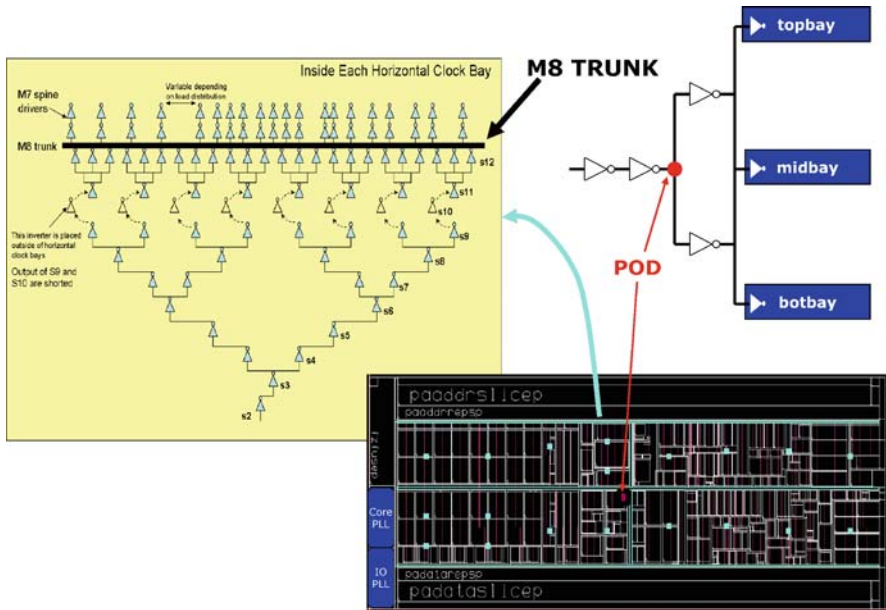 Inside Each Horizontal Clock Bay
M7 spine
drivers
Variable depending
on load distribution
M8 trunk
s12
s11
s10
s9
s8
s7
s6
s5
s4
s3
s2
This inverter is placed
outside of horizontal
clock bays
Output of S9 and
S10 are shorted
M8 TRUNK
topbay
midbay
botbay
POD
paaddrslicep
paaddrrepsp
Core
PLL
IO
PLL
padatarepsp
padataslicep